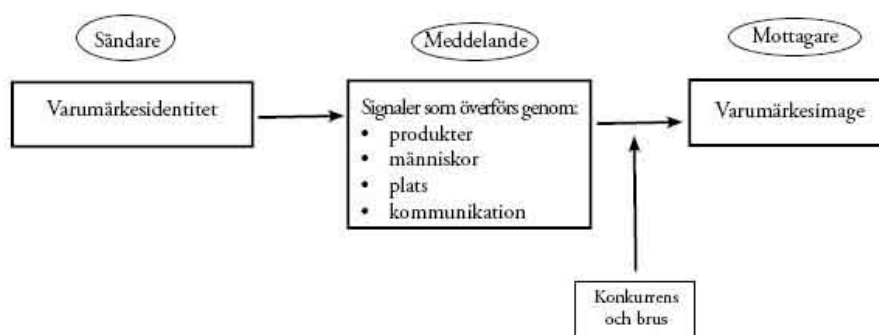 Sändare
Meddelande
Mottagare
Varumärkesidentitet
Signaler som överförs genom:
• produkter
• människor
• plats
• kommunikation
Varumärkesimage
Konkurrens
och brus